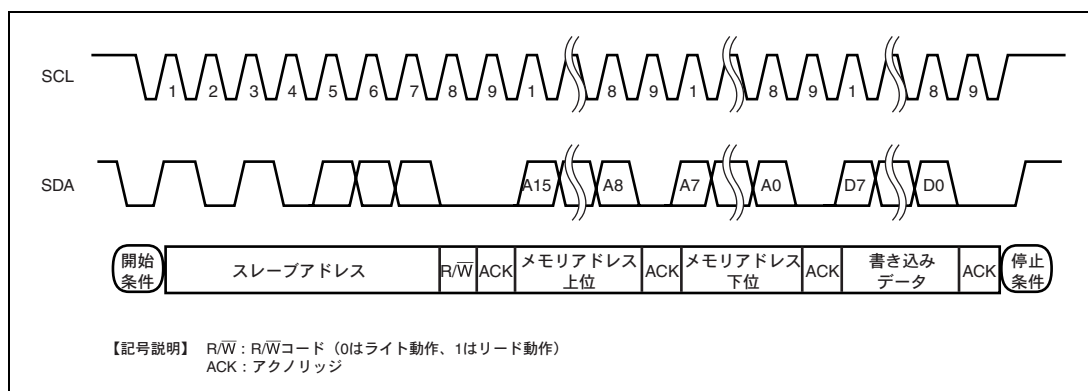 SCL
1 2 3 4 5 6 7 8 9 1 8 9 1 8 9 1 8 9
SDA
A15 A8 A7 A0 D7 D0
開始
条件
スレーブアドレス
R/W̅
ACK
メモリアドレス
上位
ACK
メモリアドレス
下位
ACK
書き込み
データ
ACK
停止
条件
【記号説明】 R/W̅:R/W̅コード(0はライト動作、1はリード動作)
ACK:アクノリッジ